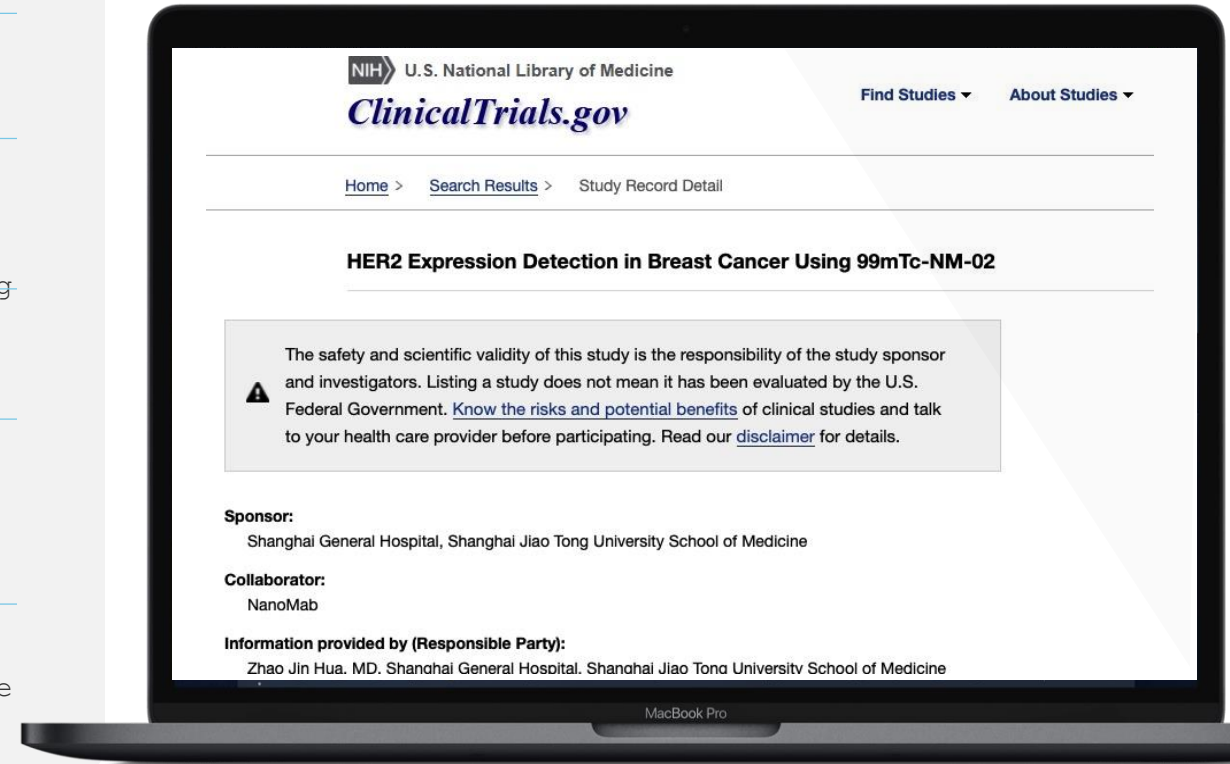 NIH U.S. National Library of Medicine
ClinicalTrials.gov
Find Studies About Studies
Home > Search Results > Study Record Detail
HER2 Expression Detection in Breast Cancer Using 99mTc-NM-02
The safety and scientific validity of this study is the responsibility of the study sponsor
and investigators. Listing a study does not mean it has been evaluated by the U.S.
Federal Government. Know the risks and potential benefits of clinical studies and talk
to your health care provider before participating. Read our disclaimer for details.
Sponsor:
Shanghai General Hospital, Shanghai Jiao Tong University School of Medicine
Collaborator:
NanoMab
Information provided by (Responsible Party):
Zhao Jin Hua, MD, Shanghai General Hospital, Shanghai Jiao Tong University School of Medicine
MacBook Pro